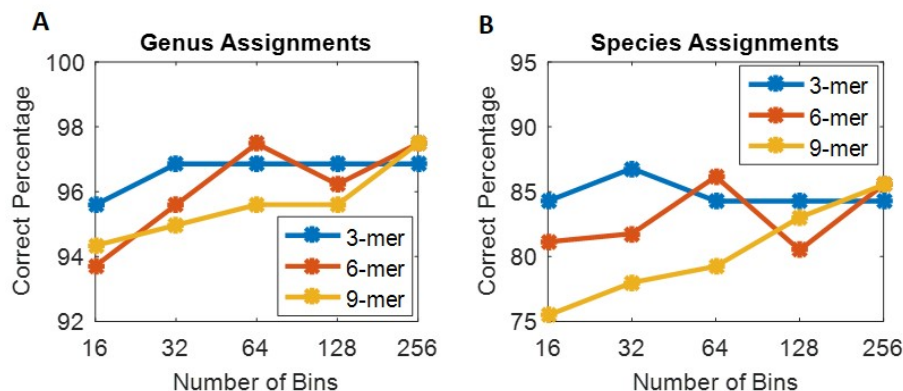 A
Genus Assignments
Correct Percentage
100
98
96
94
92
16 32 64 128 256
Number of Bins
3-mer
6-mer
9-mer
B
Species Assignments
Correct Percentage
95
90
85
80
75
16 32 64 128 256
Number of Bins
3-mer
6-mer
9-mer